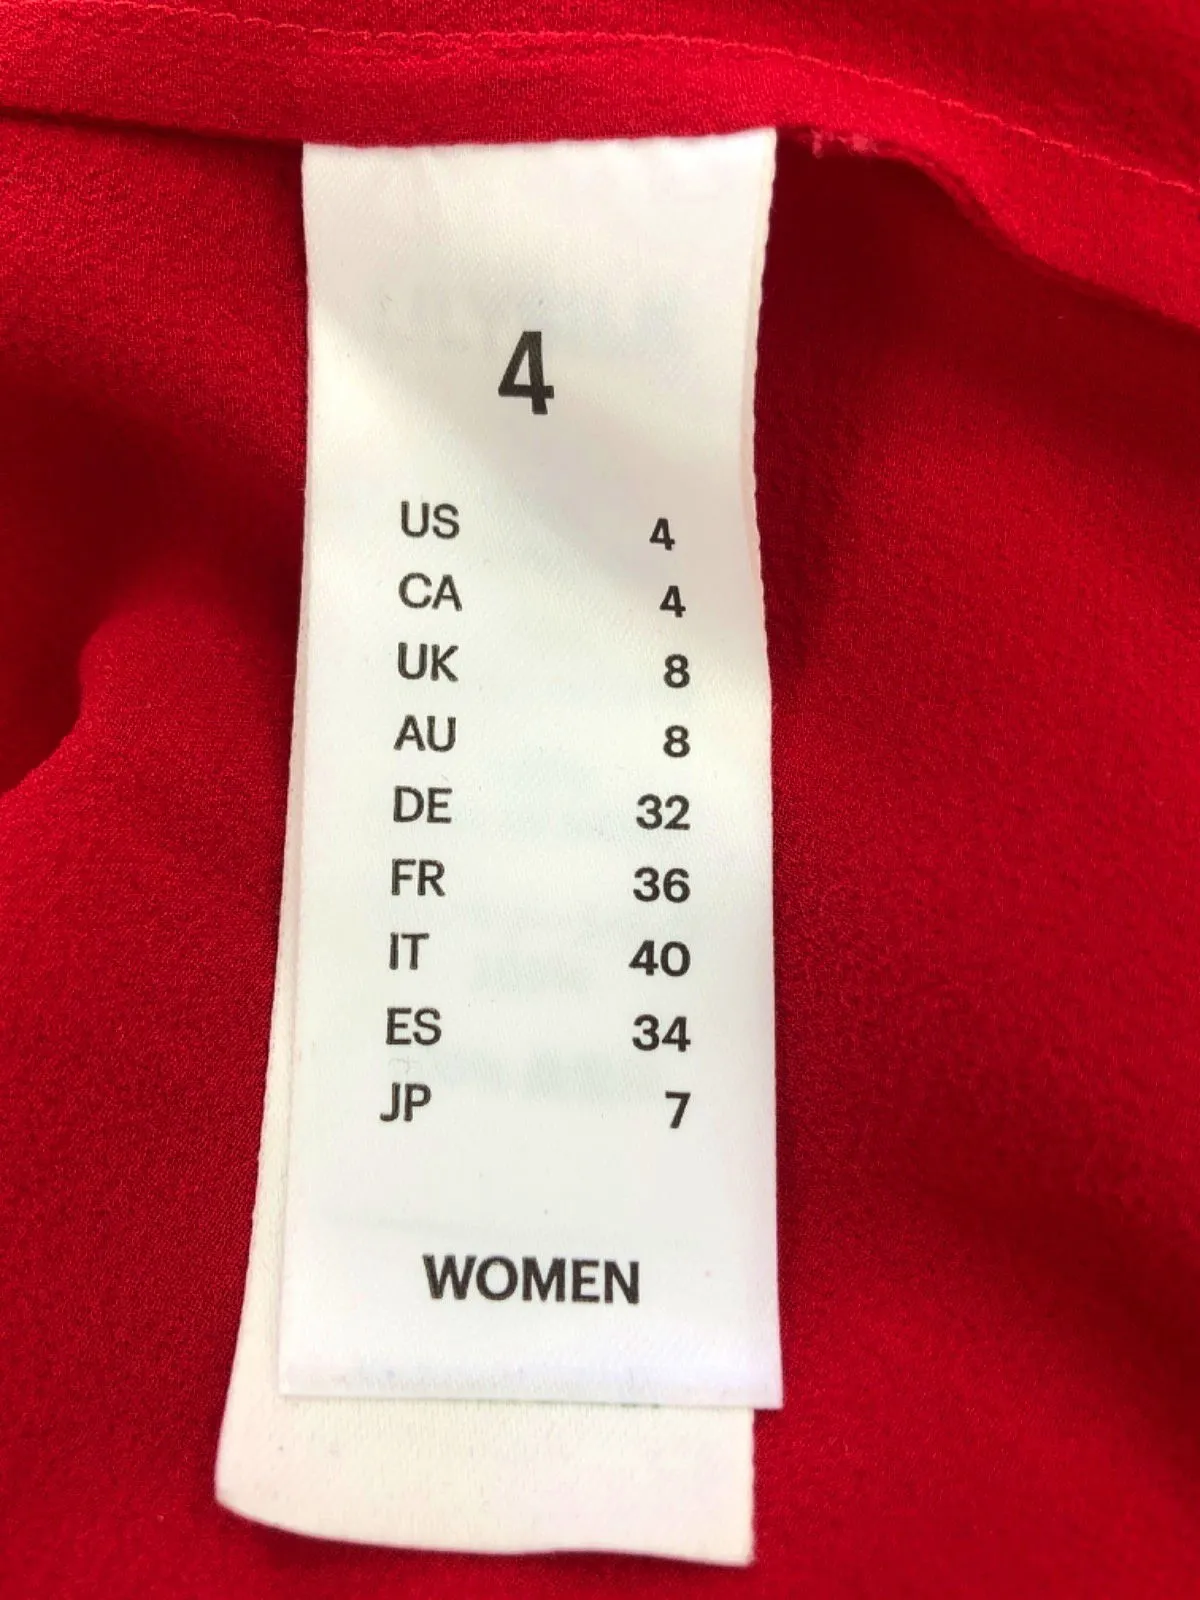 4
US 4
CA 4
UK 8
AU 8
DE 32
FR 36
IT 40
ES 34
JP 7
WOMEN